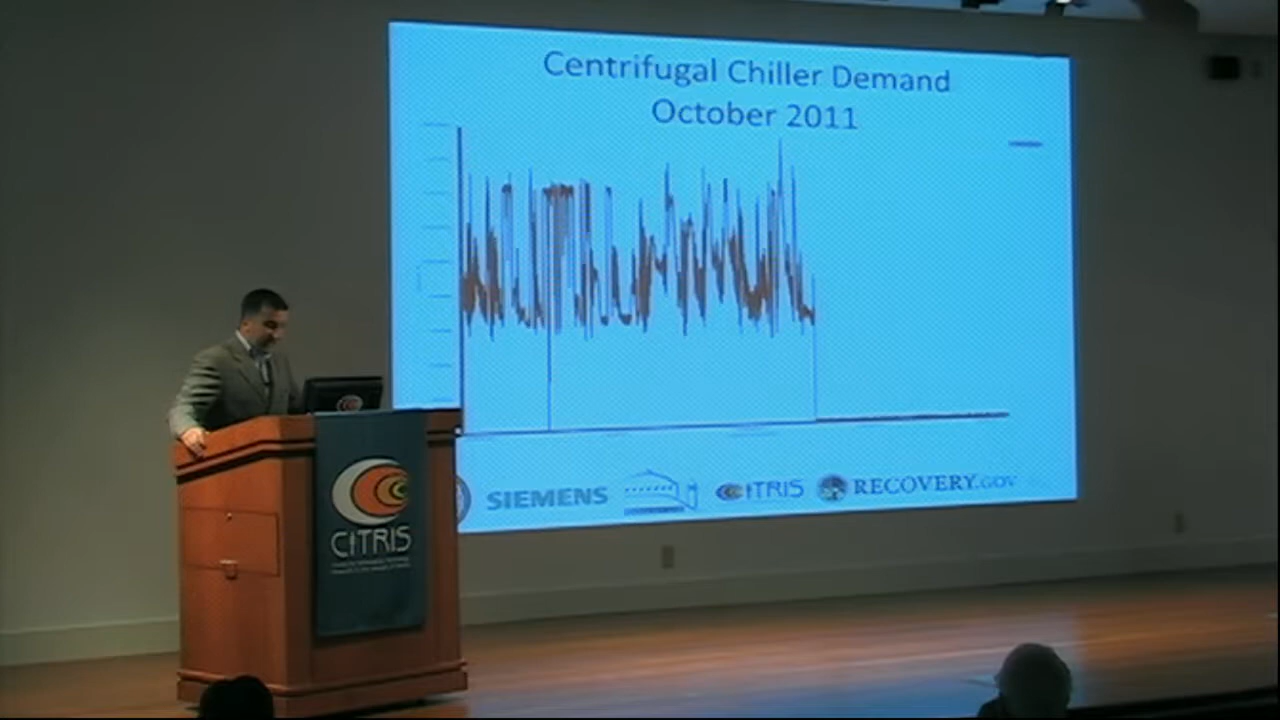 Centrifugal Chiller Demand
October 2011
SIEMENS
CITRIS
RECOVERY.GOV
CITRIS